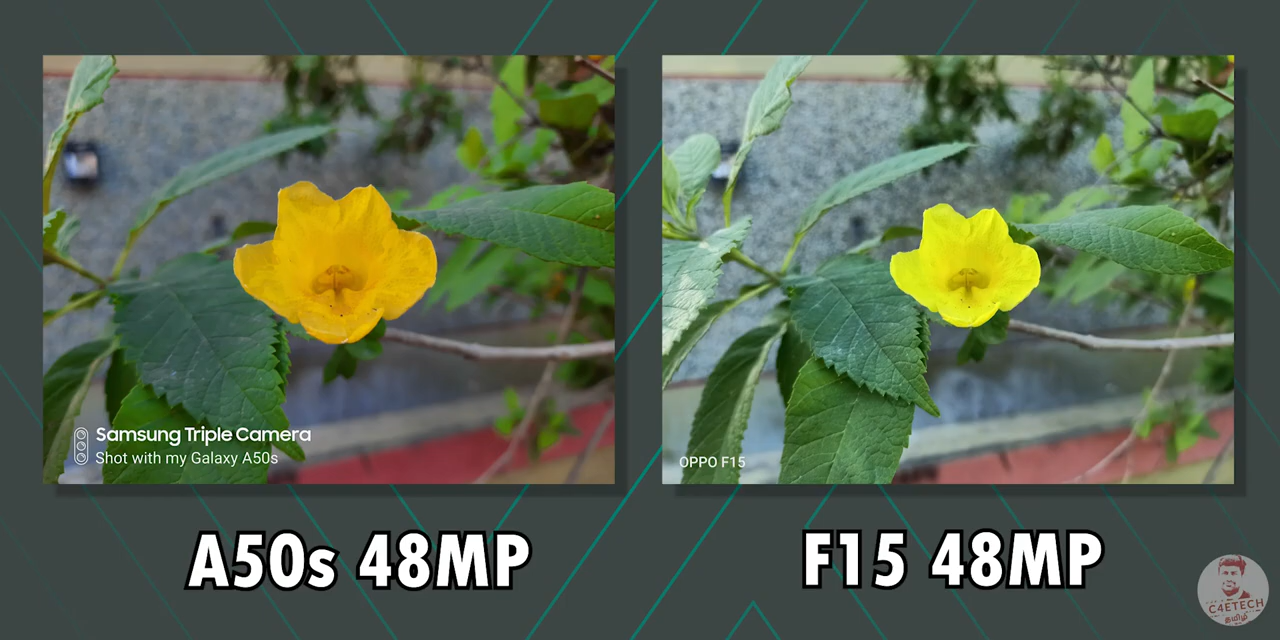 Samsung Triple Camera
Shot with my Galaxy A50s
OPPO F15
A50s 48MP
F15 48MP
C4ETECH
தமிழ்